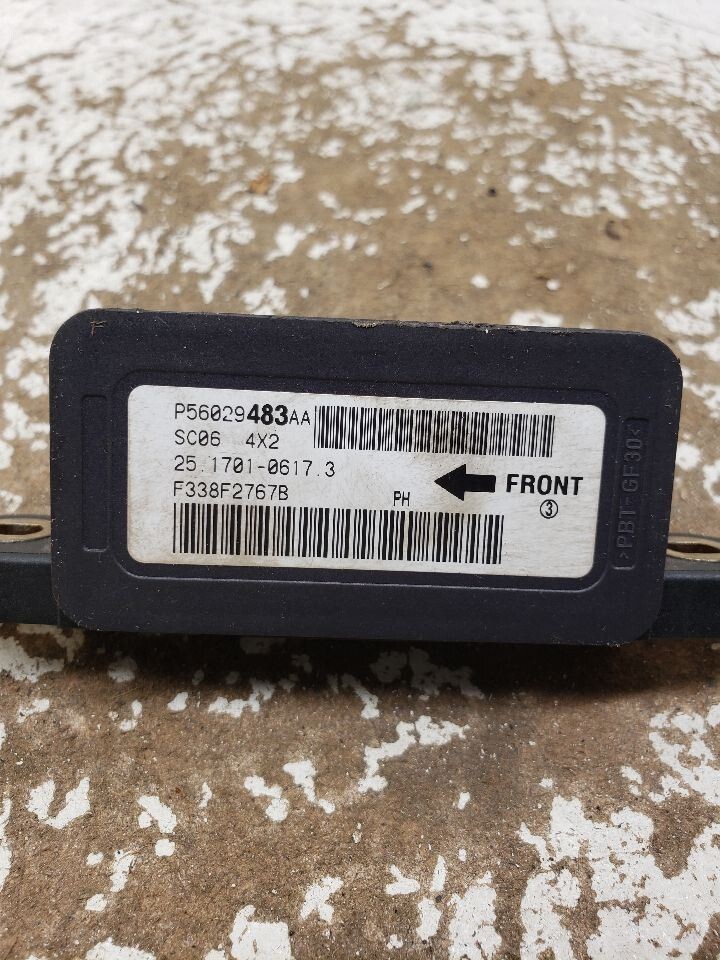 P56029483AA
SC06 4X2
25.1701-0617.3
F338F2767B
PH
FRONT
3
>PBT-GF30<